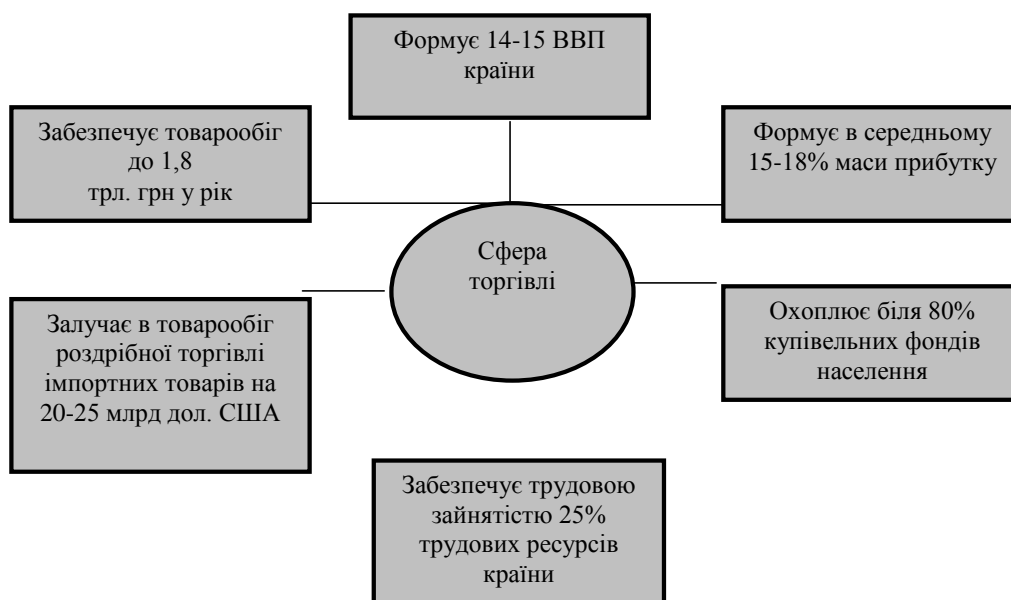 Формує 14-15 ВВП
країни
Забезпечує товарообіг
до 1,8
трл. грн у рік
Формує в середньому
15-18% маси прибутку
Сфера
торгівлі
Залучає в товарообіг
роздрібної торгівлі
імпортних товарів на
20-25 млрд дол. США
Охоплює біля 80%
купівельних фондів
населення
Забезпечує трудовою
зайнятістю 25%
трудових ресурсів
країни